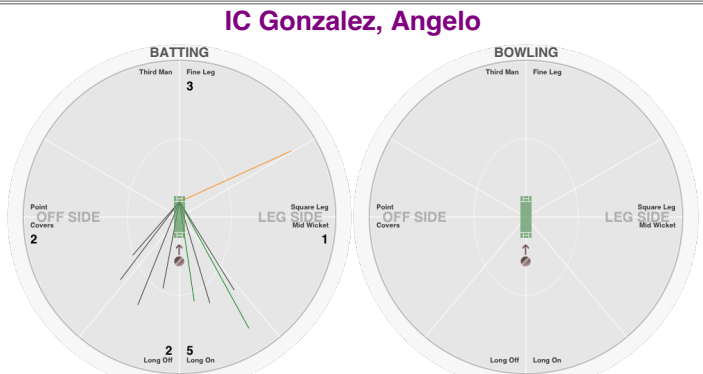 IC Gonzalez, Angelo
BATTING
Third Man
Fine Leg
3
Point
OFF SIDE
Covers
2
Square Leg
LEG SIDE
Mid Wicket
1
2
5
Long Off
Long On
BOWLING
Third Man
Fine Leg
Point
OFF SIDE
Covers
Square Leg
LEG SIDE
Mid Wicket
Long Off
Long On